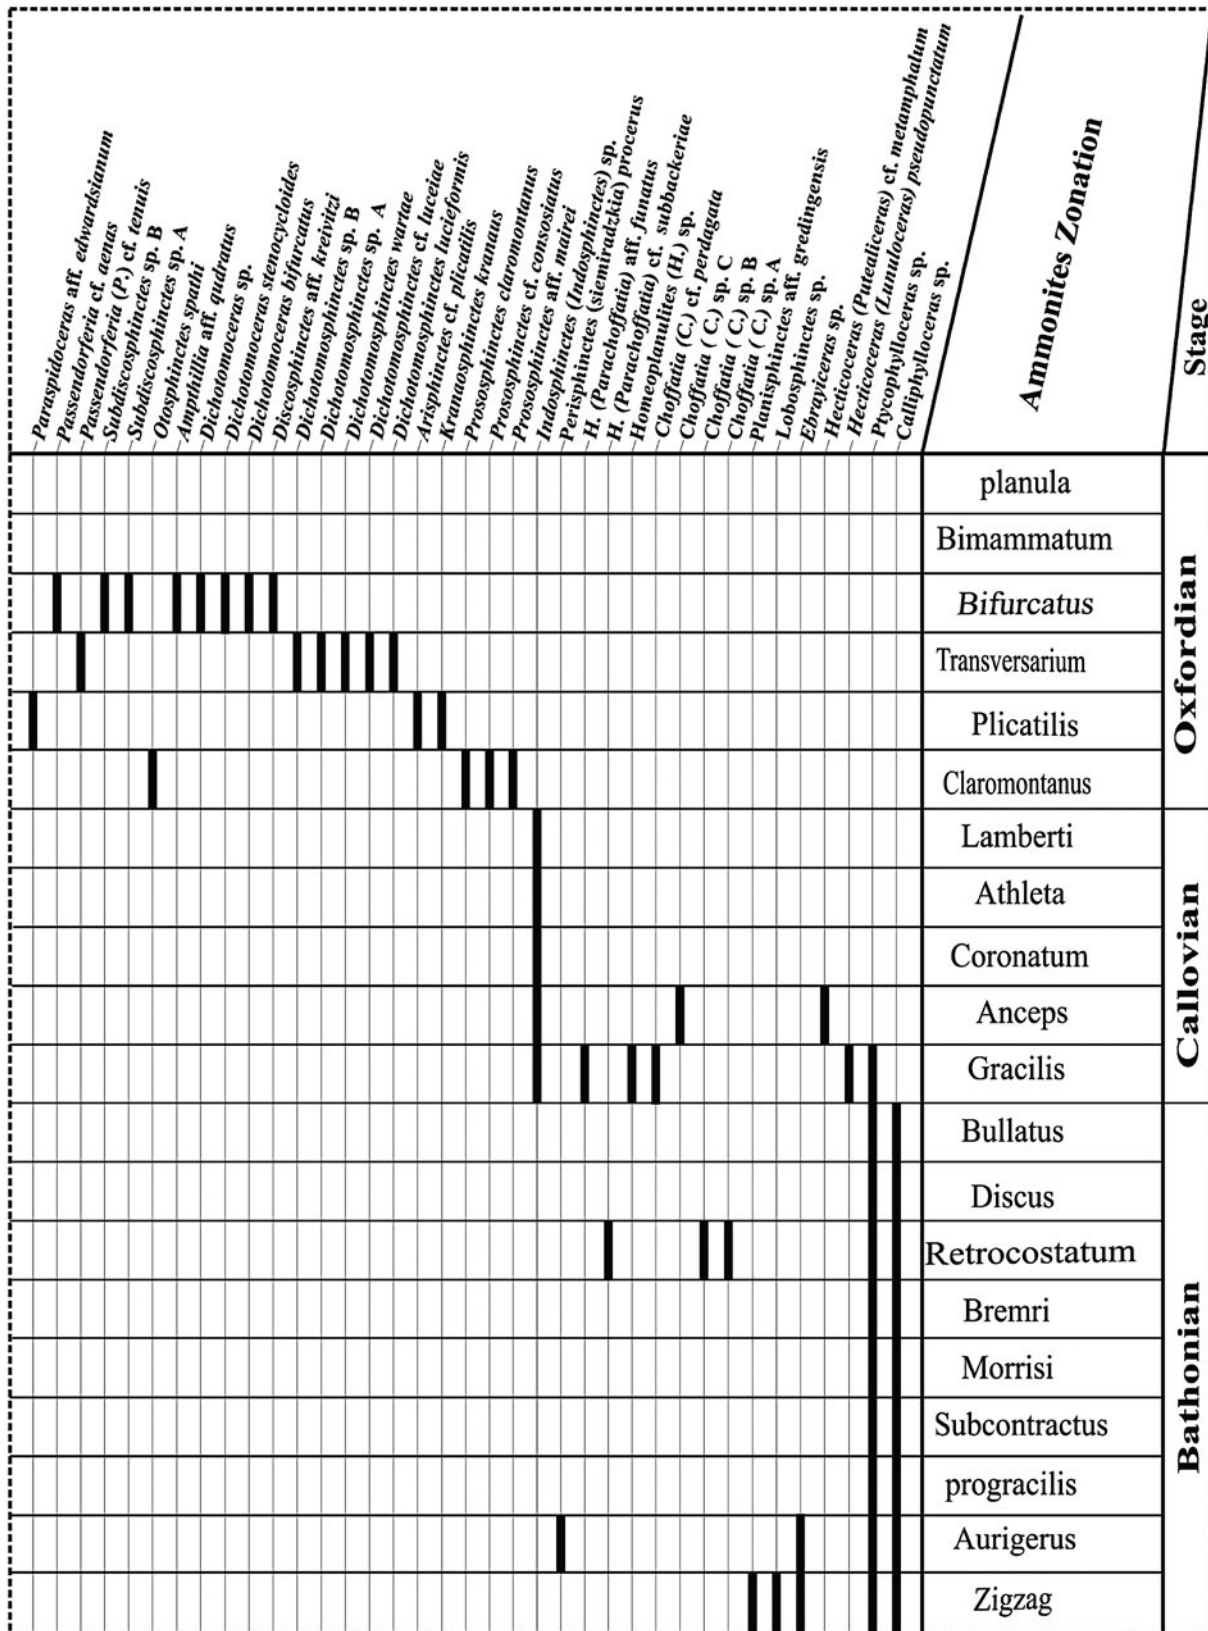 Paraspidoceras aff. edwardsianum
Passendorferia cf. aenas
Passendorferia (P.) cf. tenuis
Subdiscosphinctes sp. B
Subdiscosphinctes sp. A
Otosphinctes spathi
Amphillia aff. qudratus
Dichotomoceras sp.
Dichotomoceras stenocycloides
Dichotomoceras bifurcatus
Discosphinctes aff. kreivitzi
Dichotomosphinctes sp. B
Dichotomosphinctes sp. A
Dichotomosphinctes wartae
Dichotomosphinctes cf. luceiae
Dichotomosphinctes lucieformis
Arisphinctes cf. plicatilis
Kranaosphinctes kranaus
Prososphinctes claromontanus
Prososphinctes cf. consosiatus
Prososphinctes aff. mairei
Indosphinctes (Indosphinctes) sp.
Perisphinctes (siemiradzkia) procerus
H. (Parachoffatia) aff. funatus
H. (Parachoffatia) cf. subbackeriae
Homeoplanulites (H.) sp.
Choffatia (C.) cf. perdagata
Choffatia ( C.) sp. C
Choffatia ( C.) sp. B
Choffatia (C.) sp. A
Planisphinctes aff. gredingensis
Lobosphinctes sp.
Ebrayiceras sp.
Hecticoceras (Putealiceras) cf. metamphalum
Hecticoceras (Lunuloceras) pseudopunctatum
Ptycophylloceras sp.
Calliphylloceras sp.
Ammonites Zonation
Stage
planula
Bimammatum
Bifurcatus
Transversarium
Plicatilis
Claromontanus
Oxfordian
Lamberti
Athleta
Coronatum
Anceps
Gracilis
Callovian
Bullatus
Discus
Retrocostatum
Bremri
Morrisi
Subcontractus
progracilis
Aurigerus
Zigzag
Bathonian